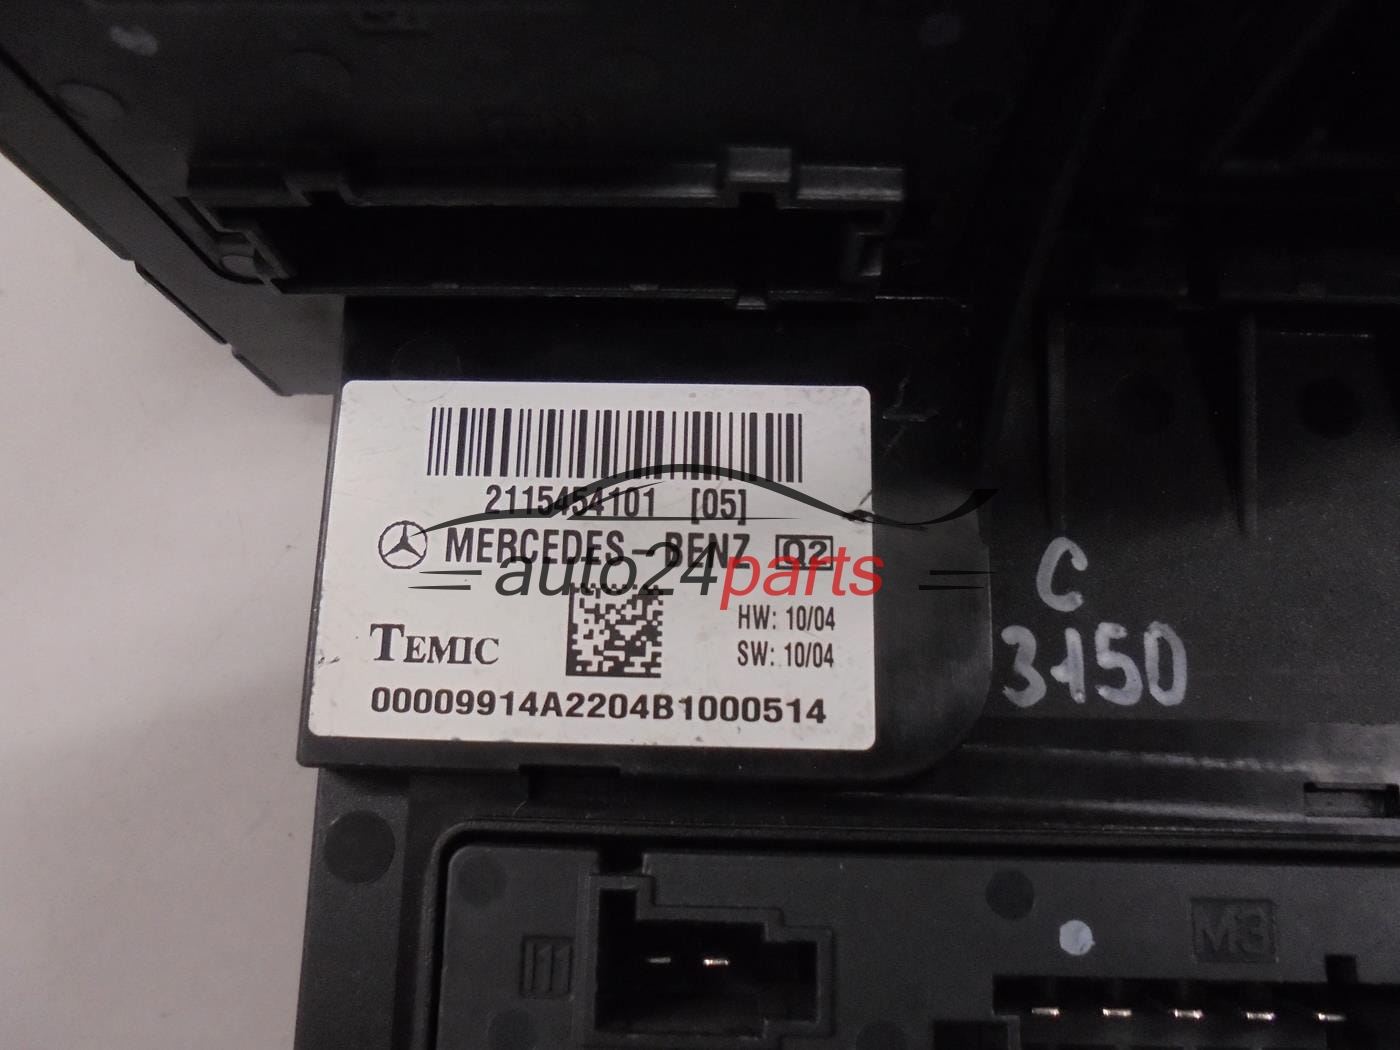 2115454101 [05]
MERCEDES-BENZ Q2
auto24parts
TEMIC
HW: 10/04
SW: 10/04
00009914A2204B1000514
C
3150
M3